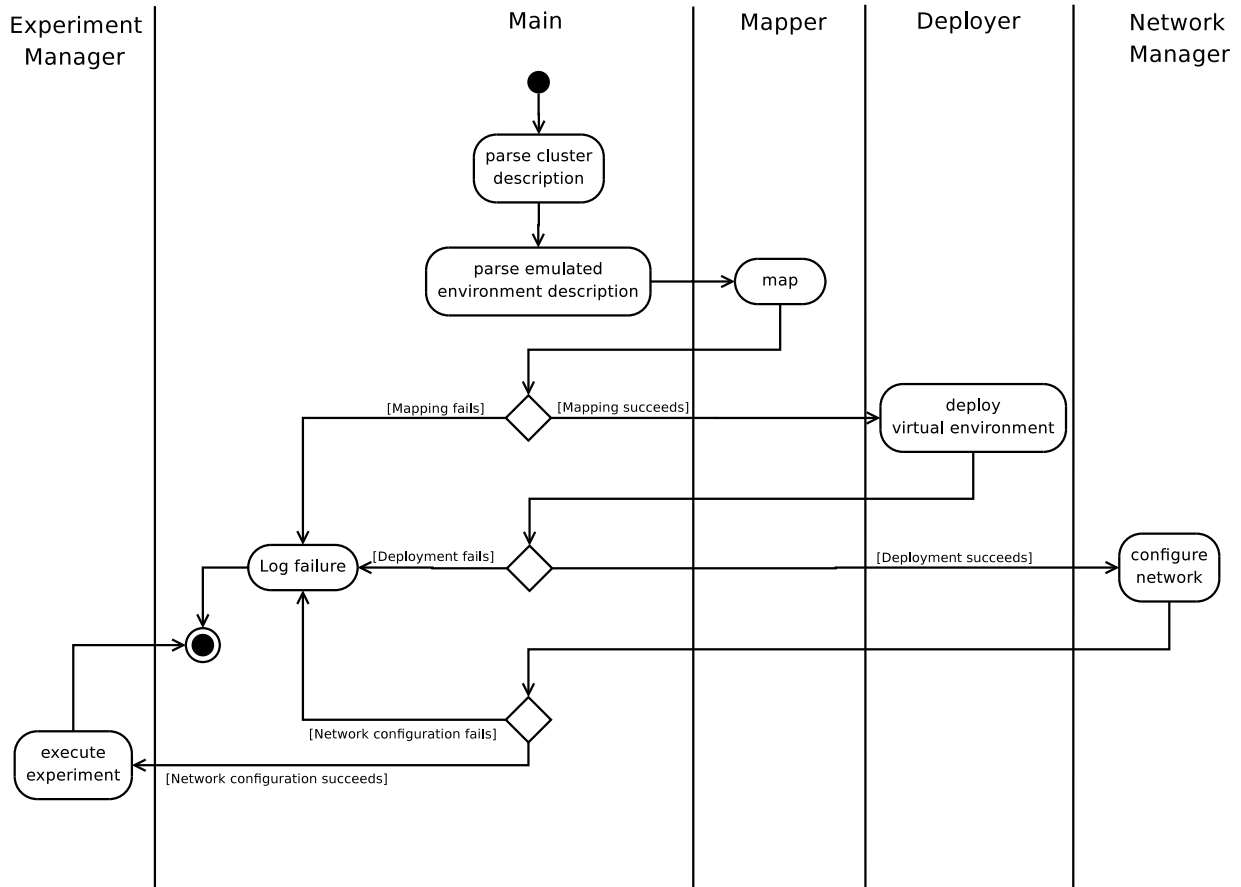 Experiment
Manager
Main
Mapper
Deployer
Network
Manager
parse cluster
description
parse emulated
environment description
map
[Mapping fails]
[Mapping succeeds]
deploy
virtual environment
Log failure
[Deployment fails]
[Deployment succeeds]
configure
network
[Network configuration fails]
execute
experiment
[Network configuration succeeds]